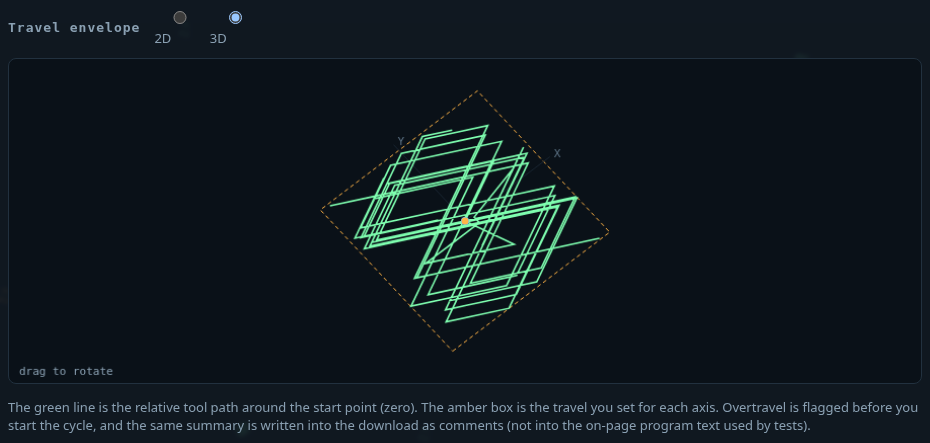 Travel envelope
2D
3D
Y
X
drag to rotate
The green line is the relative tool path around the start point (zero). The amber box is the travel you set for each axis. Overtravel is flagged before you
start the cycle, and the same summary is written into the download as comments (not into the on-page program text used by tests).